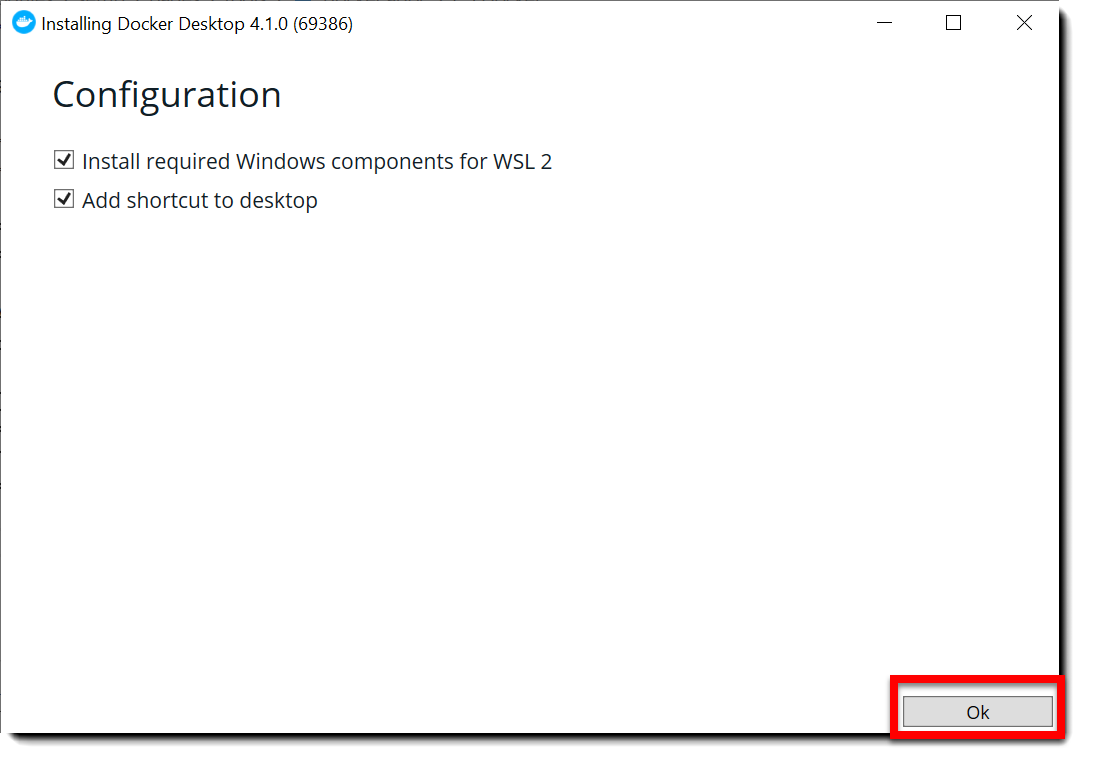 Installing Docker Desktop 4.1.0 (69386)
Configuration
Install required Windows components for WSL 2
Add shortcut to desktop
Ok